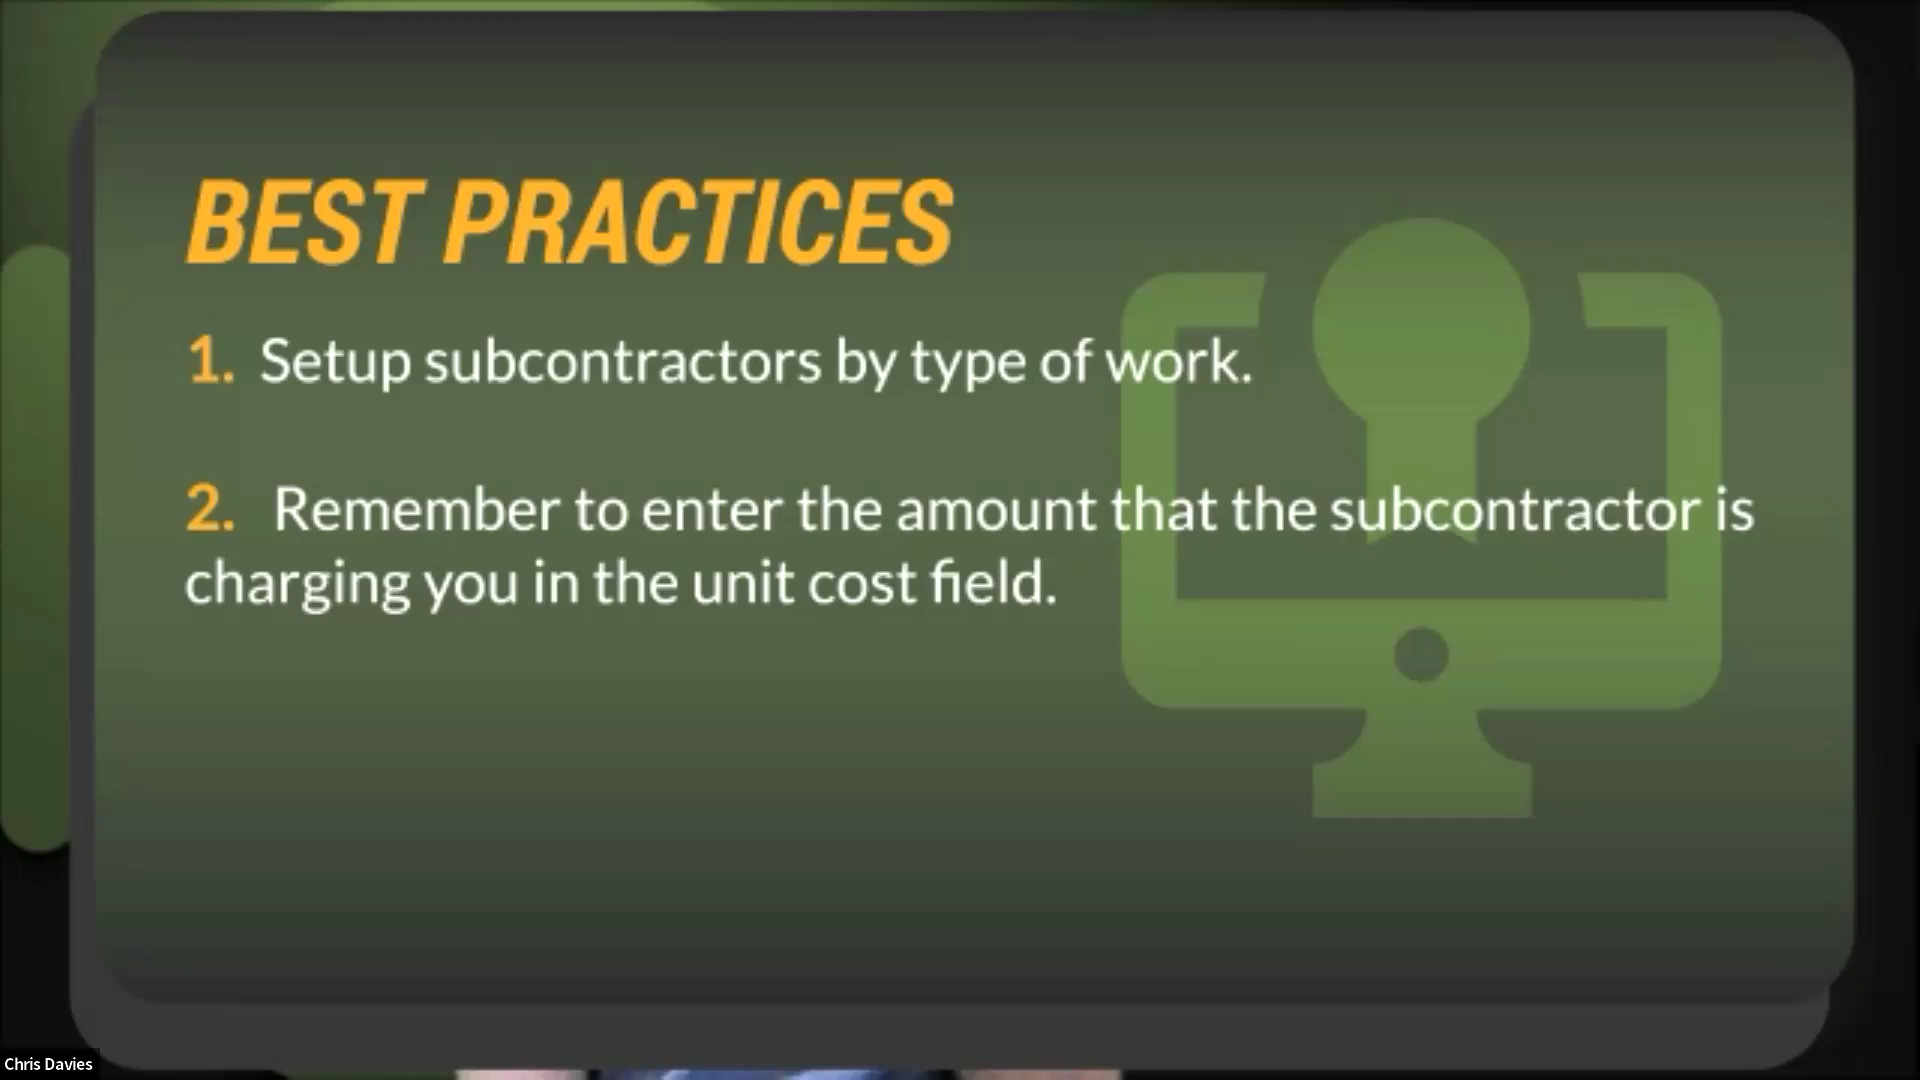 BEST PRACTICES
1. Setup subcontractors by type of work.
2. Remember to enter the amount that the subcontractor is
charging you in the unit cost field.
Chris Davies